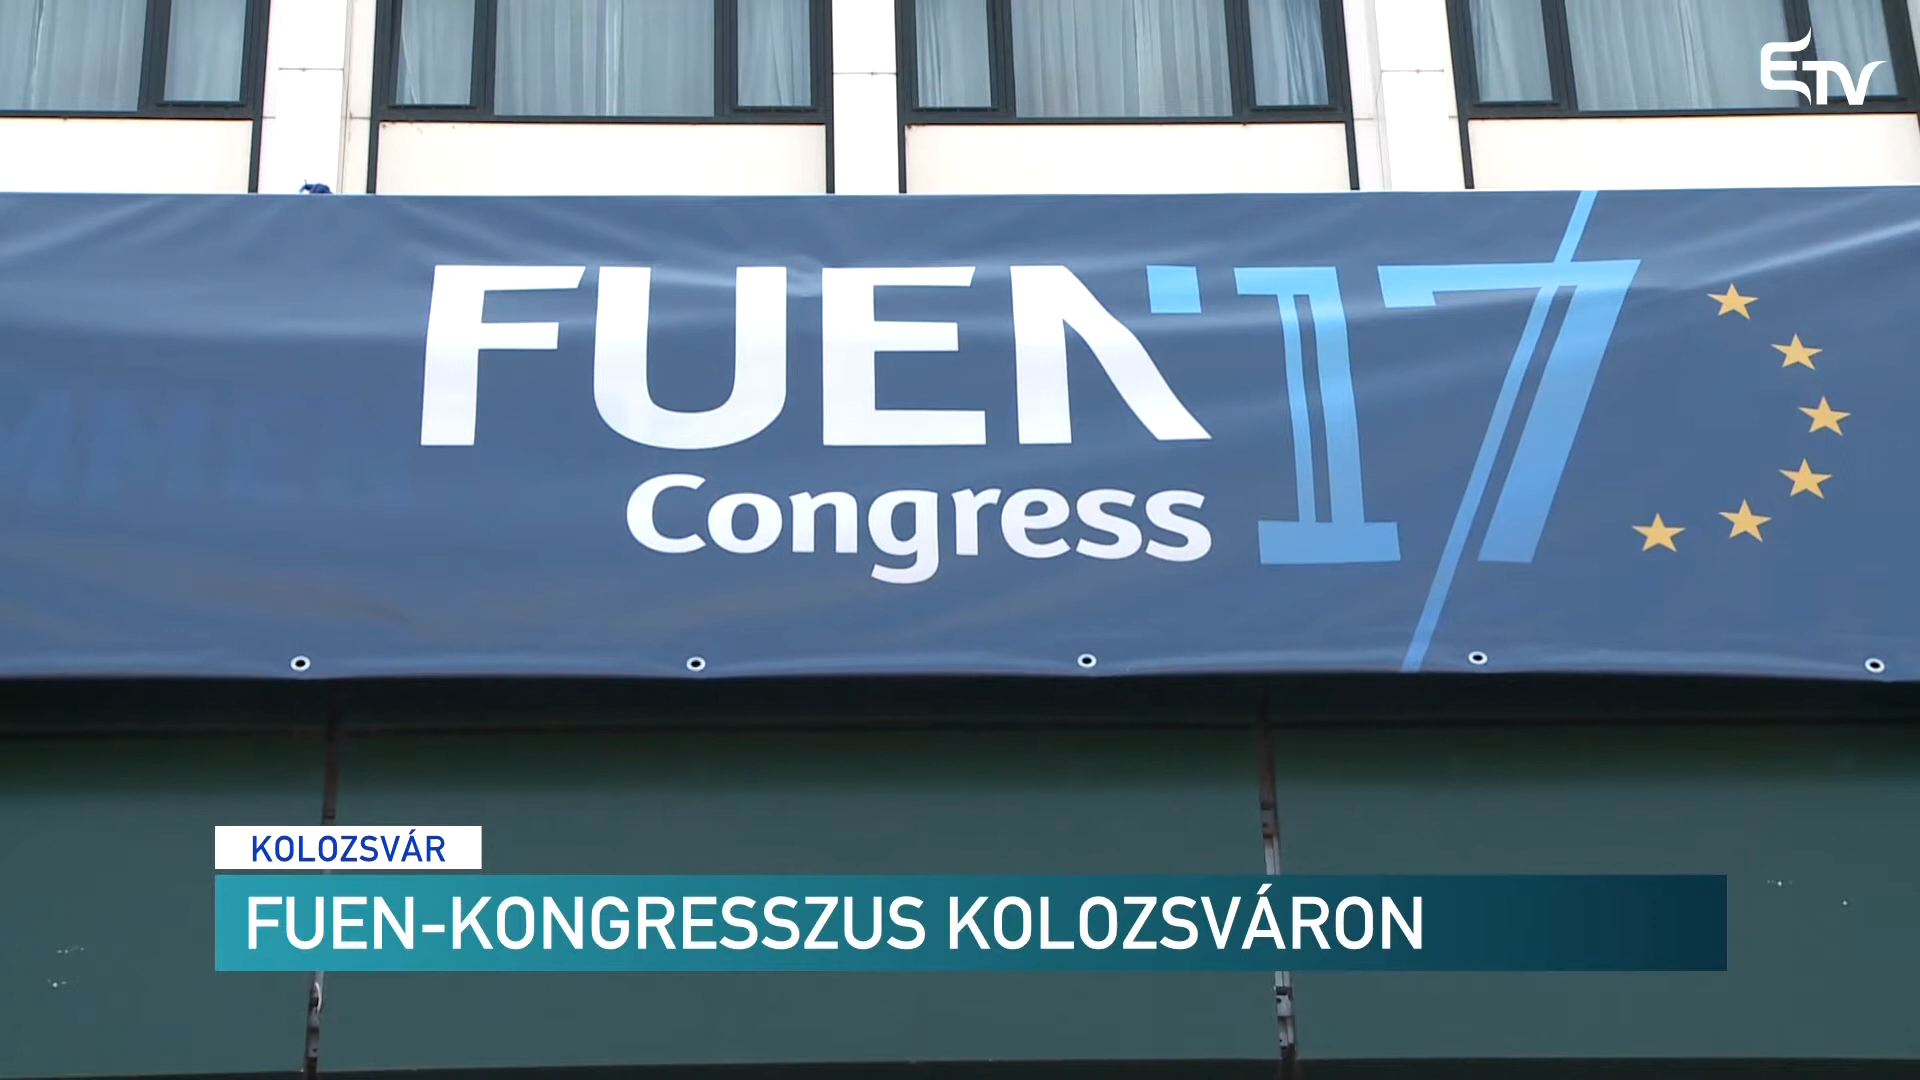 ETV
FUEN '17
Congress
KOLOZSVÁR
FUEN-KONGRESSZUS KOLOZSVÁRON